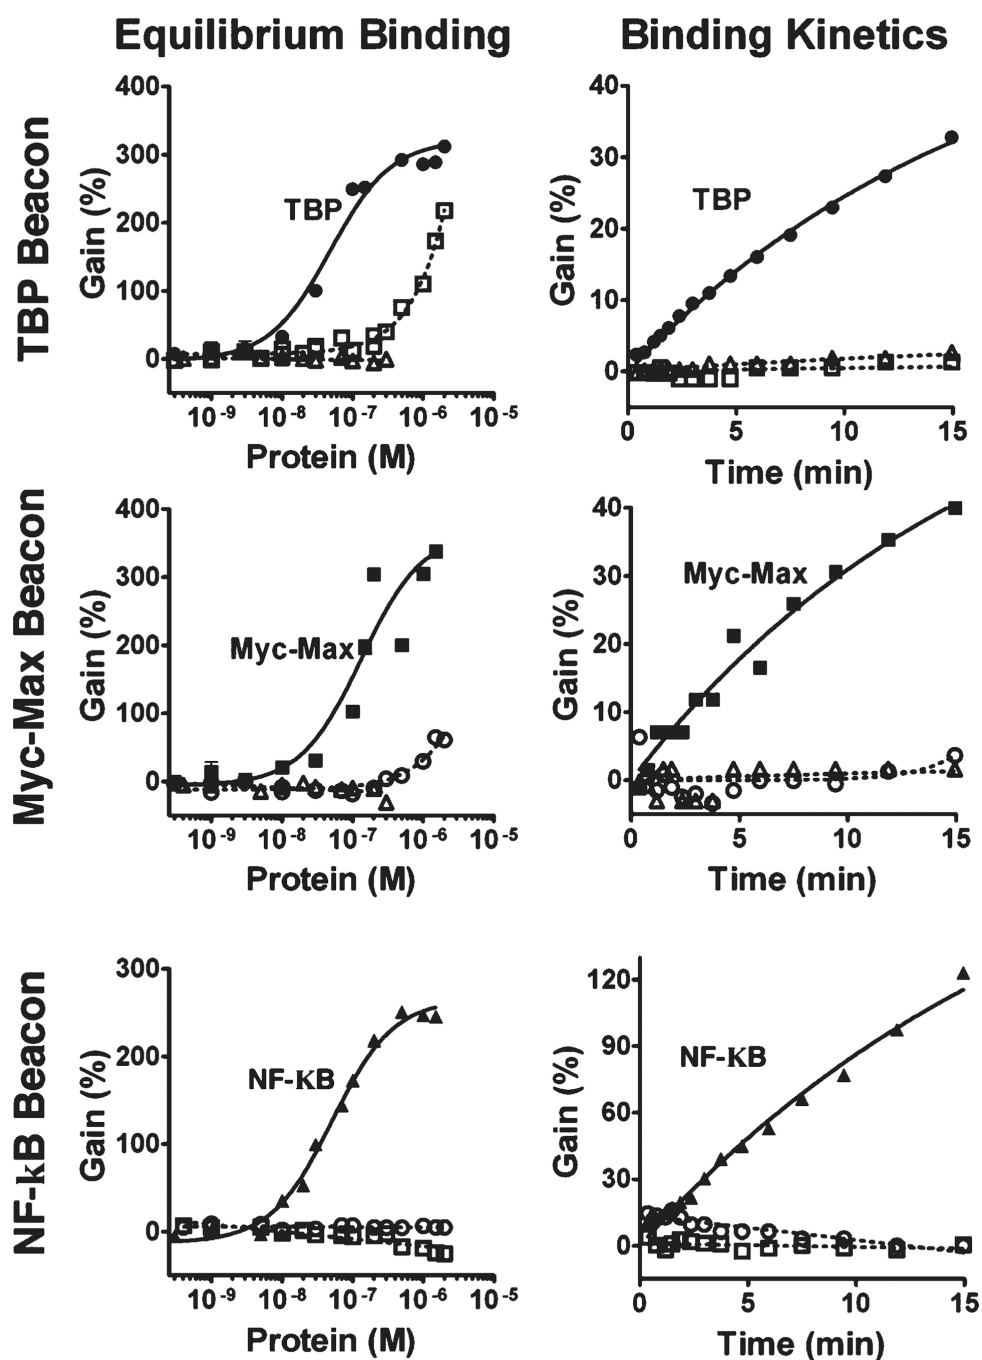 Equilibrium Binding
Binding Kinetics
TBP Beacon
Gain (%)
400
300
200
100
0
TBP
10-9
10-8
10-7
10-6
10-5
Protein (M)
Gain (%)
40
30
20
10
0
TBP
0
5
10
15
Time (min)
Myc-Max Beacon
Gain (%)
400
300
200
100
0
Myc-Max
10-9
10-8
10-7
10-6
10-5
Protein (M)
Gain (%)
40
30
20
10
0
Myc-Max
0
5
10
15
Time (min)
NF-kB Beacon
Gain (%)
300
200
100
0
NF-κB
10-9
10-8
10-7
10-6
10-5
Protein (M)
Gain (%)
120
90
60
30
0
NF-κB
0
5
10
15
Time (min)